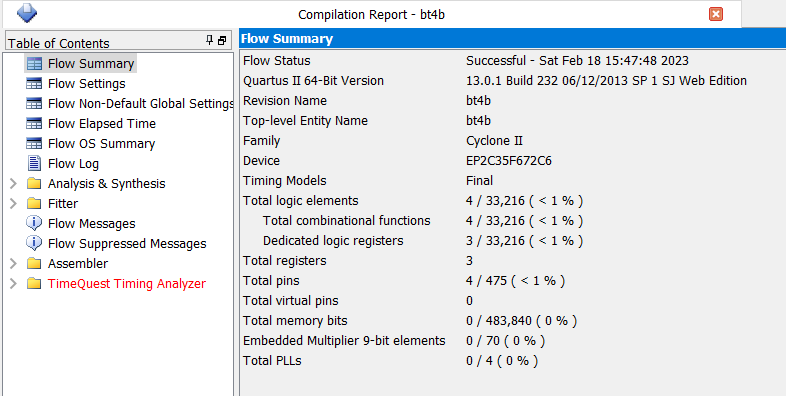 Compilation Report - bt4b
Table of Contents
Flow Summary
Flow Settings
Flow Non-Default Global Settings
Flow Elapsed Time
Flow OS Summary
Flow Log
Analysis & Synthesis
Fitter
Flow Messages
Flow Suppressed Messages
Assembler
TimeQuest Timing Analyzer
Flow Summary
Flow Status Successful - Sat Feb 18 15:47:48 2023
Quartus II 64-Bit Version 13.0.1 Build 232 06/12/2013 SP 1 SJ Web Edition
Revision Name bt4b
Top-level Entity Name bt4b
Family Cyclone II
Device EP2C35F672C6
Timing Models Final
Total logic elements 4 / 33,216 ( < 1 % )
Total combinational functions 4 / 33,216 ( < 1 % )
Dedicated logic registers 3 / 33,216 ( < 1 % )
Total registers 3
Total pins 4 / 475 ( < 1 % )
Total virtual pins 0
Total memory bits 0 / 483,840 ( 0 % )
Embedded Multiplier 9-bit elements 0 / 70 ( 0 % )
Total PLLs 0 / 4 ( 0 % )